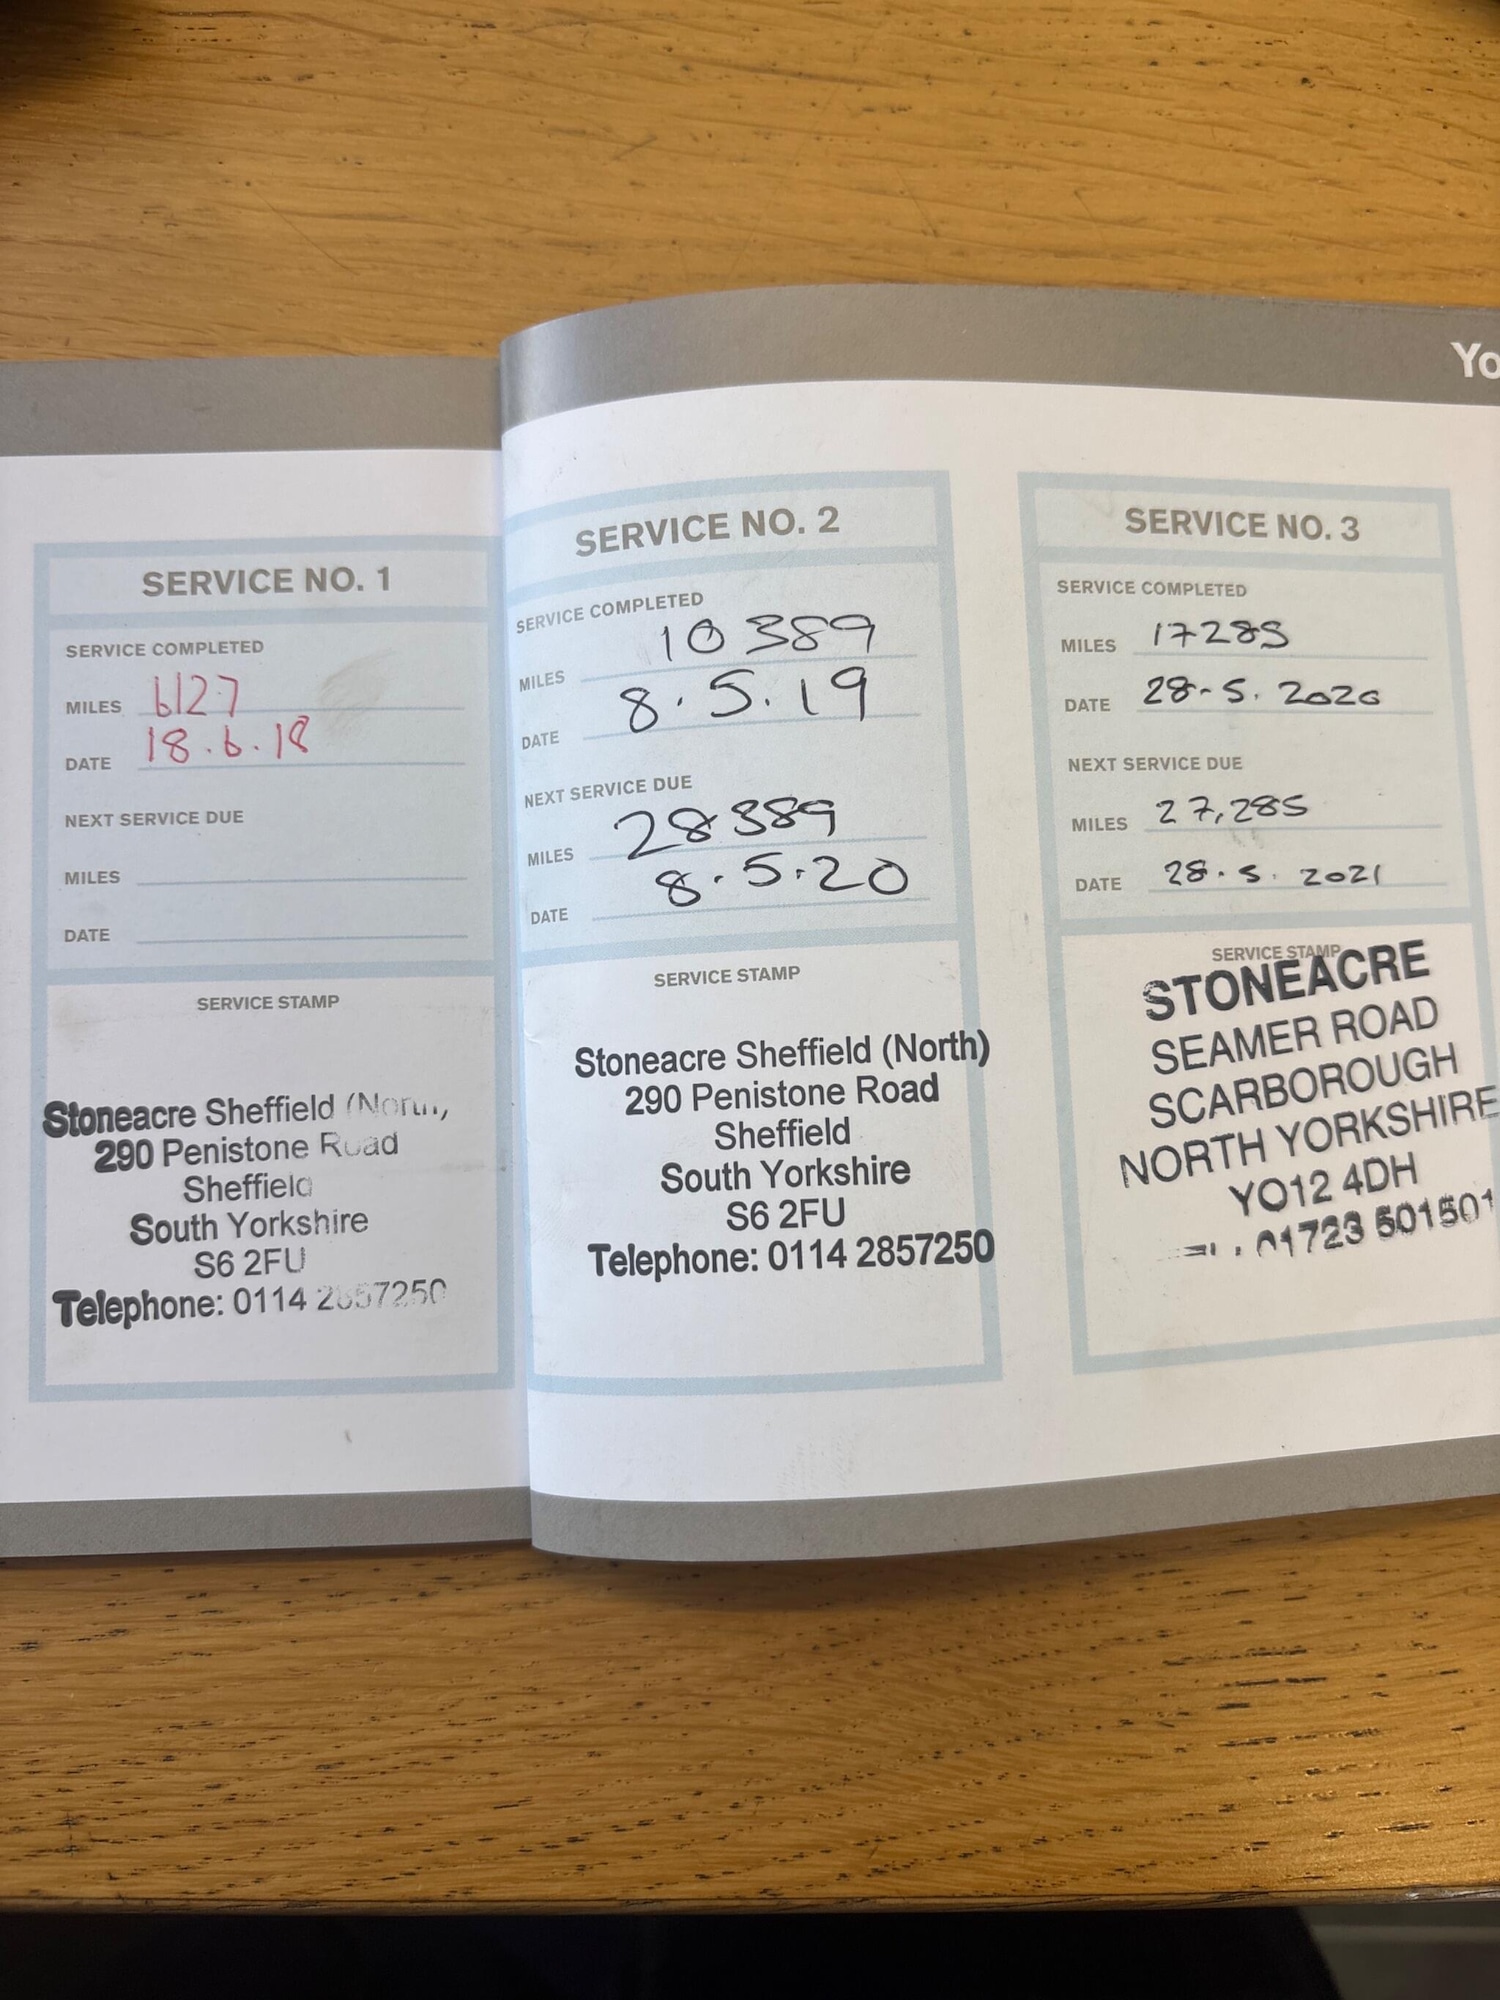 Yo
SERVICE NO. 1
SERVICE COMPLETED
MILES 6127
DATE 18.6.18
NEXT SERVICE DUE
MILES
DATE
SERVICE STAMP
Stoneacre Sheffield (North)
290 Penistone Road
Sheffield
South Yorkshire
S6 2FU
Telephone: 0114 2857250
SERVICE NO. 2
SERVICE COMPLETED
MILES 10389
DATE 8.5.19
NEXT SERVICE DUE
MILES 28389
DATE 8.5.20
SERVICE STAMP
Stoneacre Sheffield (North)
290 Penistone Road
Sheffield
South Yorkshire
S6 2FU
Telephone: 0114 2857250
SERVICE NO. 3
SERVICE COMPLETED
MILES 17285
DATE 28-5.2020
NEXT SERVICE DUE
MILES 27,285
DATE 28.5.2021
SERVICE STAMP
STONEACRE
SEAMER ROAD
SCARBOROUGH
NORTH YORKSHIRE
YO12 4DH
01723 501501